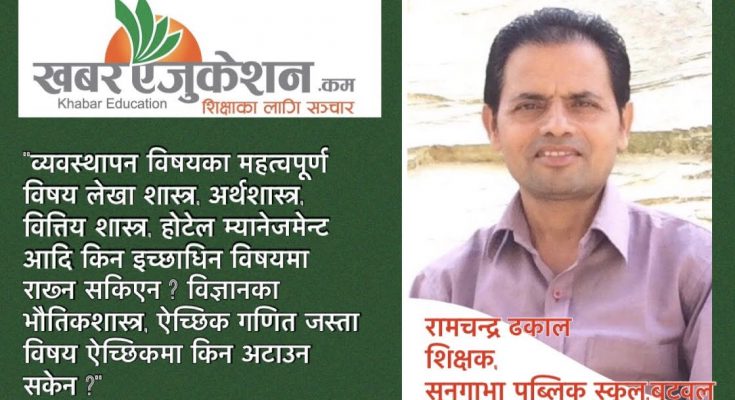 खबर एजुकेशन .कम
Khabar Education
शिक्षाका लागि सञ्चार
"व्यवस्थापन विषयका महत्वपूर्ण
विषय लेखा शास्त्र, अर्थशास्त्र,
वित्तिय शास्त्र, होटेल म्यानेजमेन्ट
आदि किन इच्छाधिन विषयमा
राख्न सकिएन ? विज्ञानका
भौतिकशास्त्र, ऐच्छिक गणित जस्ता
विषय ऐच्छिकमा किन अटाउन
सकेन ?"
रामचन्द्र ढकाल
शिक्षक,
सनगाभा पब्लिक स्कूल,बुटवल